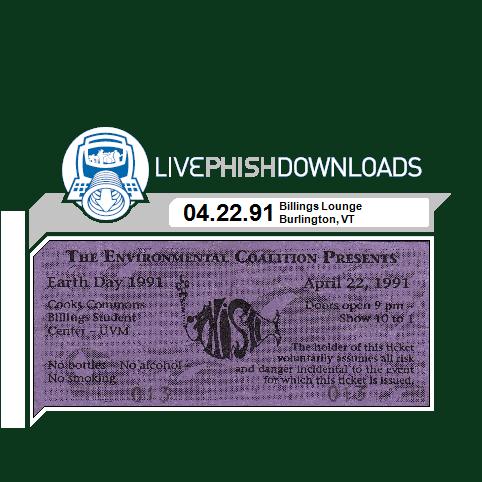 LIVEPHISHDOWNLOADS
04.22.91
Billings Lounge
Burlington, VT
THE ENVIRONMENTAL COALITION PRESENTS
Earth Day 1991
April 22, 1991
Cooks Commons
Billings Student
Center – UVM
PHISH
Doors open 9 pm –
Show 10 to 1
No bottles – No alcohol –
No smoking
The holder of this ticket
voluntarily assumes all risk
and danger incidental to the event
for which this ticket is issued.
013
013